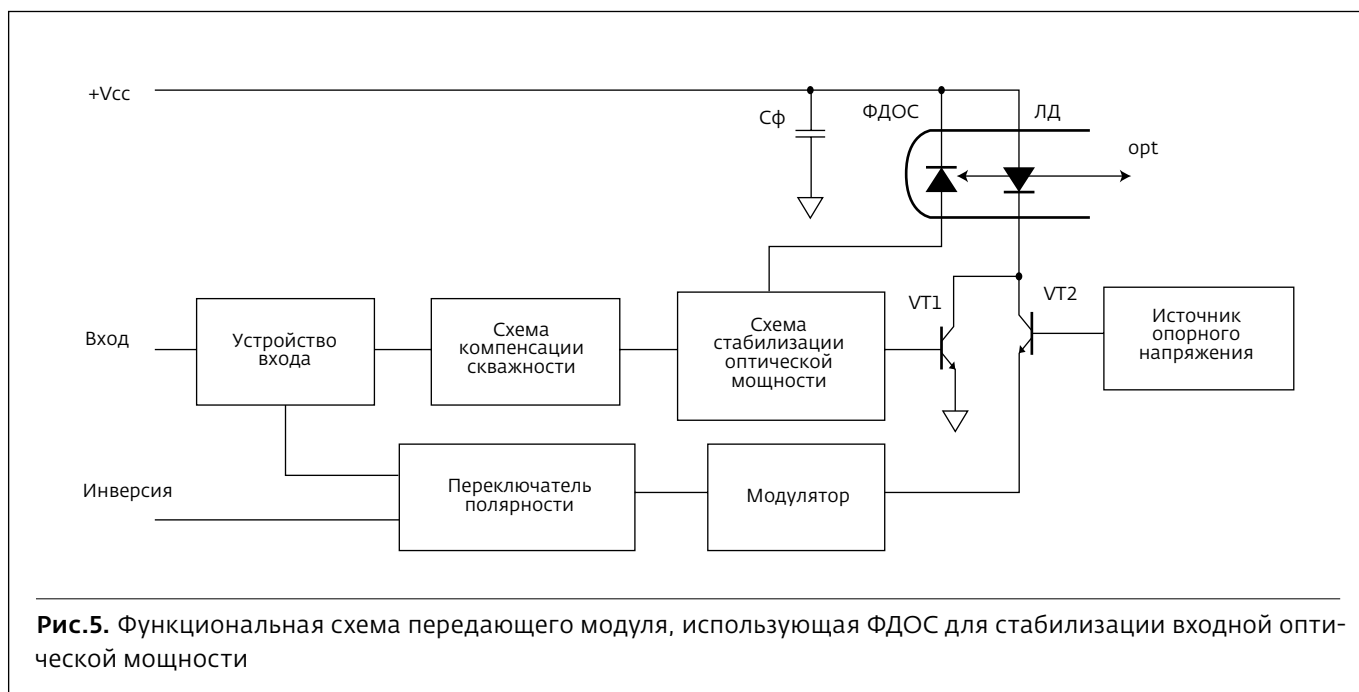 +Vcc
Сф
ФДОС
ЛД
opt
Вход
Устройство
входа
Схема
компенсации
скважности
Схема
стабилизации
оптической
мощности
VT1
VT2
Источник
опорного
напряжения
Инверсия
Переключатель
полярности
Модулятор
Рис.5. Функциональная схема передающего модуля, использующая ФДОС для стабилизации входной опти-
ческой мощности